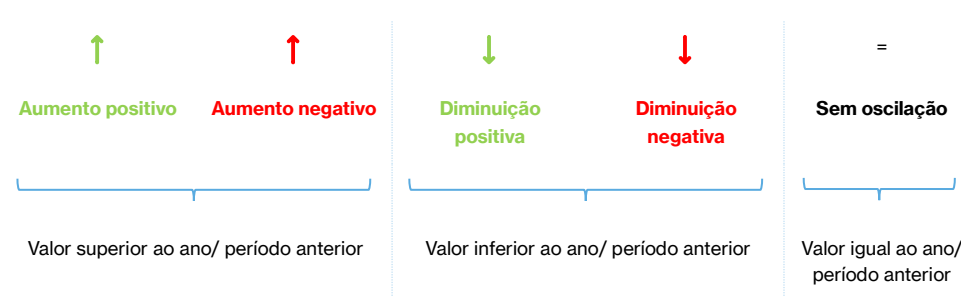 ↑ ↑ ↓ ↓ =
Aumento positivo Aumento negativo Diminuição Diminuição Sem oscilação
positiva negativa
Valor superior ao ano/ período anterior Valor inferior ao ano/ período anterior Valor igual ao ano/
período anterior